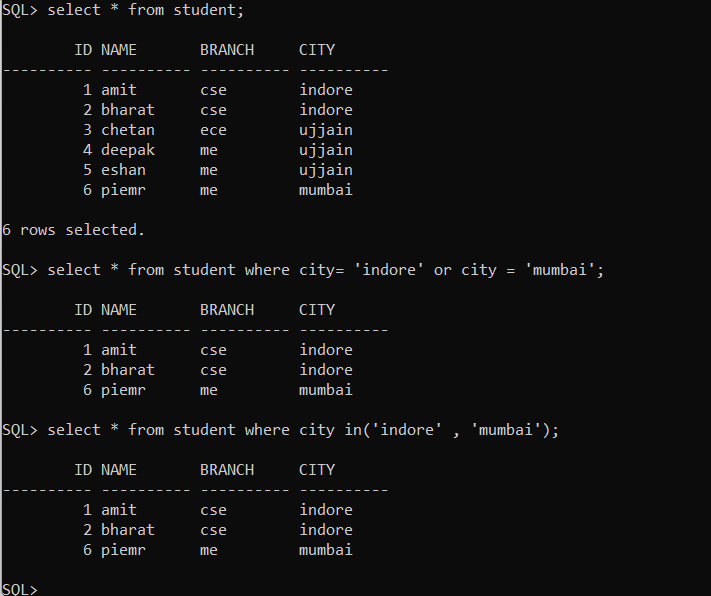 SQL> select * from student;
        ID NAME       BRANCH     CITY
---------- ---------- ---------- ----------
         1 amit       cse        indore
         2 bharat     cse        indore
         3 chetan     ece        ujjain
         4 deepak     me         ujjain
         5 eshan      me         ujjain
         6 piemr      me         mumbai
6 rows selected.
SQL> select * from student where city= 'indore' or city = 'mumbai';
        ID NAME       BRANCH     CITY
---------- ---------- ---------- ----------
         1 amit       cse        indore
         2 bharat     cse        indore
         6 piemr      me         mumbai
SQL> select * from student where city in('indore' , 'mumbai');
        ID NAME       BRANCH     CITY
---------- ---------- ---------- ----------
         1 amit       cse        indore
         2 bharat     cse        indore
         6 piemr      me         mumbai
SQL>